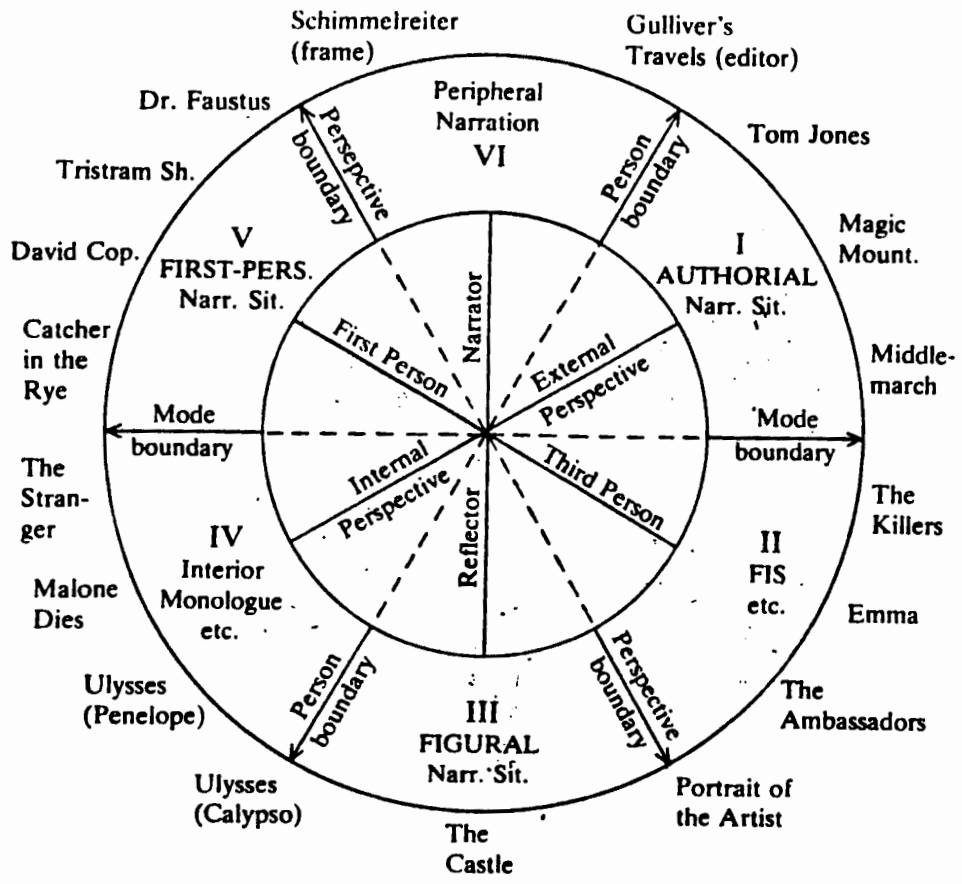 Schimmelreiter
(frame)
Gulliver's
Travels (editor)
Dr. Faustus
Peripheral
Narration
VI
Persepctive
boundary
Person
boundary
Tom Jones
Tristram Sh.
David Cop.
V
FIRST-PERS.
Narr. Sit.
I
AUTHORIAL
Narr. Sit.
Magic
Mount.
Catcher
in the
Rye
First Person
Narrator
External
Perspective
Middle-
march
Mode
boundary
Mode
boundary
The
Stran-
ger
Internal
Perspective
Reflector
Third Person
The
Killers
IV
Interior
Monologue
etc.
II
FIS
etc.
Malone
Dies
Emma
Ulysses
(Penelope)
Person
boundary
III
FIGURAL
Narr. Sit.
Perspective
boundary
The
Ambassadors
Ulysses
(Calypso)
The
Castle
Portrait of
the Artist